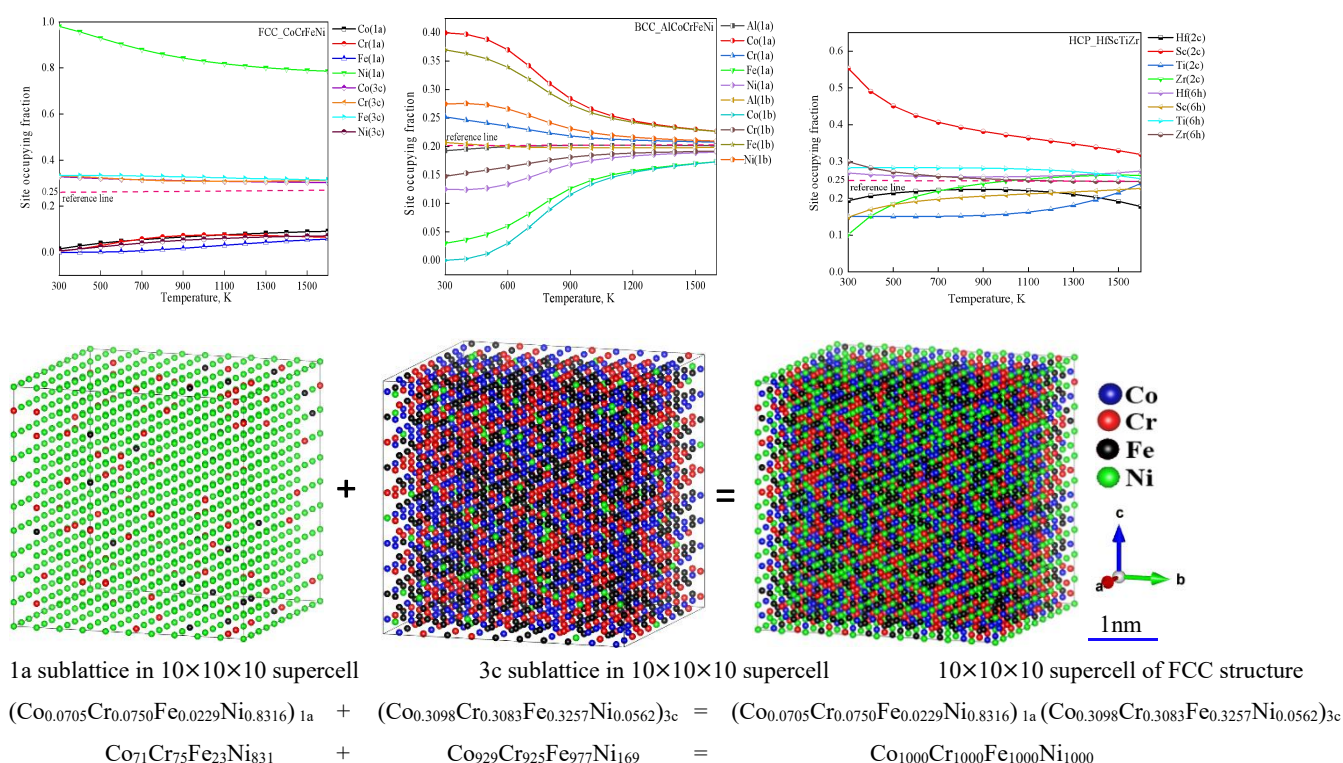 FCC_CoCrFeNi
Co(1a)
Cr(1a)
Fe(1a)
Ni(1a)
Co(3c)
Cr(3c)
Fe(3c)
Ni(3c)
1.0
0.8
0.6
0.4
0.25
0.2
0.0
reference line
Site occupying fraction
300 500 700 900 1100 1300 1500
Temperature, K
BCC_AlCoCrFeNi
Al(1a)
Co(1a)
Cr(1a)
Fe(1a)
Ni(1a)
Al(1b)
Co(1b)
Cr(1b)
Fe(1b)
Ni(1b)
0.40
0.35
0.30
0.25
0.20
0.15
0.10
0.05
0.00
reference line
Site occupying fraction
300 600 900 1200 1500
Temperature, K
HCP_HfScTiZr
Hf(2c)
Sc(2c)
Ti(2c)
Zr(2c)
Hf(6h)
Sc(6h)
Ti(6h)
Zr(6h)
0.6
0.5
0.4
0.3
0.25
0.2
0.1
0.0
reference line
Site occupying fraction
300 500 700 900 1100 1300 1500
Temperature, K
+
=
Co
Cr
Fe
Ni
c
a
b
1nm
1a sublattice in 10×10×10 supercell 3c sublattice in 10×10×10 supercell 10×10×10 supercell of FCC structure
(Co0.0705Cr0.0750Fe0.0229Ni0.8316) 1a + (Co0.3098Cr0.3083Fe0.3257Ni0.0562)3c = (Co0.0705Cr0.0750Fe0.0229Ni0.8316) 1a (Co0.3098Cr0.3083Fe0.3257Ni0.0562)3c
Co71Cr75Fe23Ni831 + Co929Cr925Fe977Ni169 = Co1000Cr1000Fe1000Ni1000